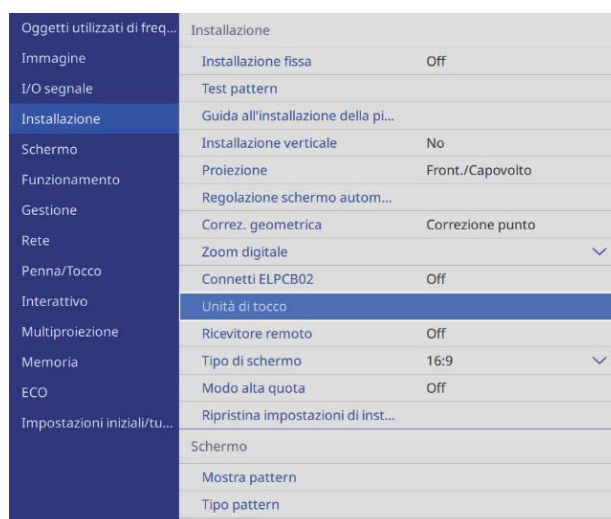 Oggetti utilizzati di freq...
Immagine
I/O segnale
Installazione
Schermo
Funzionamento
Gestione
Rete
Penna/Tocco
Interattivo
Multiproiezione
Memoria
ECO
Impostazioni iniziali/tu...
Installazione
Installazione fissa Off
Test pattern
Guida all'installazione della pi...
Installazione verticale No
Proiezione Front./Capovolto
Regolazione schermo autom...
Correz. geometrica Correzione punto
Zoom digitale
Connetti ELPCB02 Off
Unità di tocco
Ricevitore remoto Off
Tipo di schermo 16:9
Modo alta quota Off
Ripristina impostazioni di inst...
Schermo
Mostra pattern
Tipo pattern